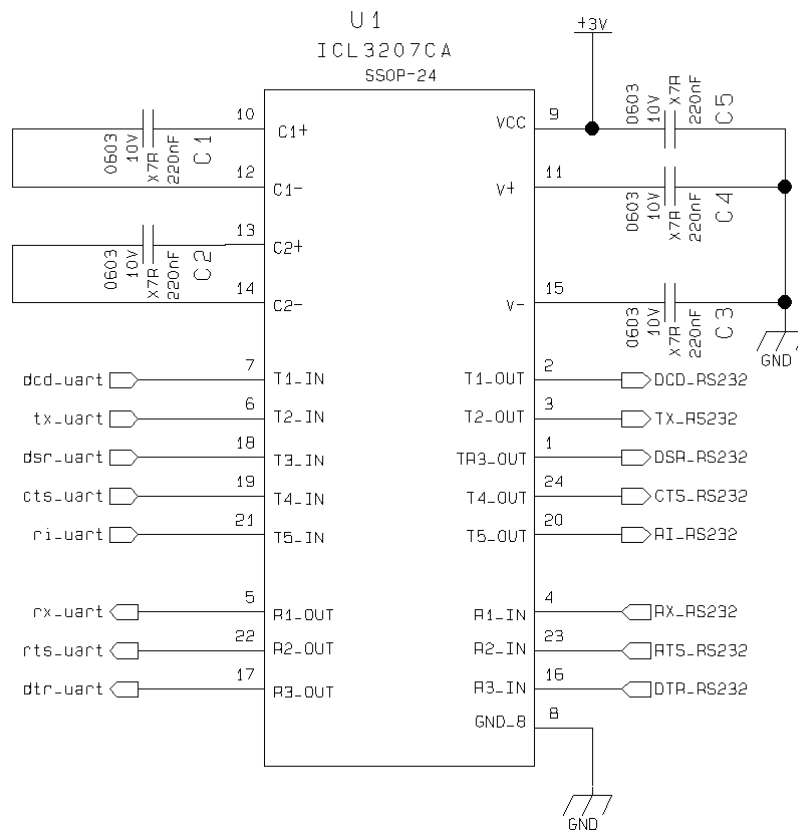 U1
ICL3207CA
SSOP-24
+3V
0603
10V
X7R
220nF
C1
10
C1+
12
C1-
0603
10V
X7R
220nF
C2
13
C2+
14
C2-
VCC
9
0603
10V
X7R
220nF
C5
V+
11
0603
10V
X7R
220nF
C4
V-
15
0603
10V
X7R
220nF
C3
GND
dcd_uart 7 T1_IN T1_OUT 2 DCD_RS232
tx_uart 6 T2_IN T2_OUT 3 TX_RS232
dsr_uart 18 T3_IN TR3_OUT 1 DSR_RS232
cts_uart 19 T4_IN T4_OUT 24 CTS_RS232
ri_uart 21 T5_IN T5_OUT 20 RI_RS232
rx_uart 5 R1_OUT R1_IN 4 RX_RS232
rts_uart 22 R2_OUT R2_IN 23 RTS_RS232
dtr_uart 17 R3_OUT R3_IN 16 DTR_RS232
GND_8 8
GND